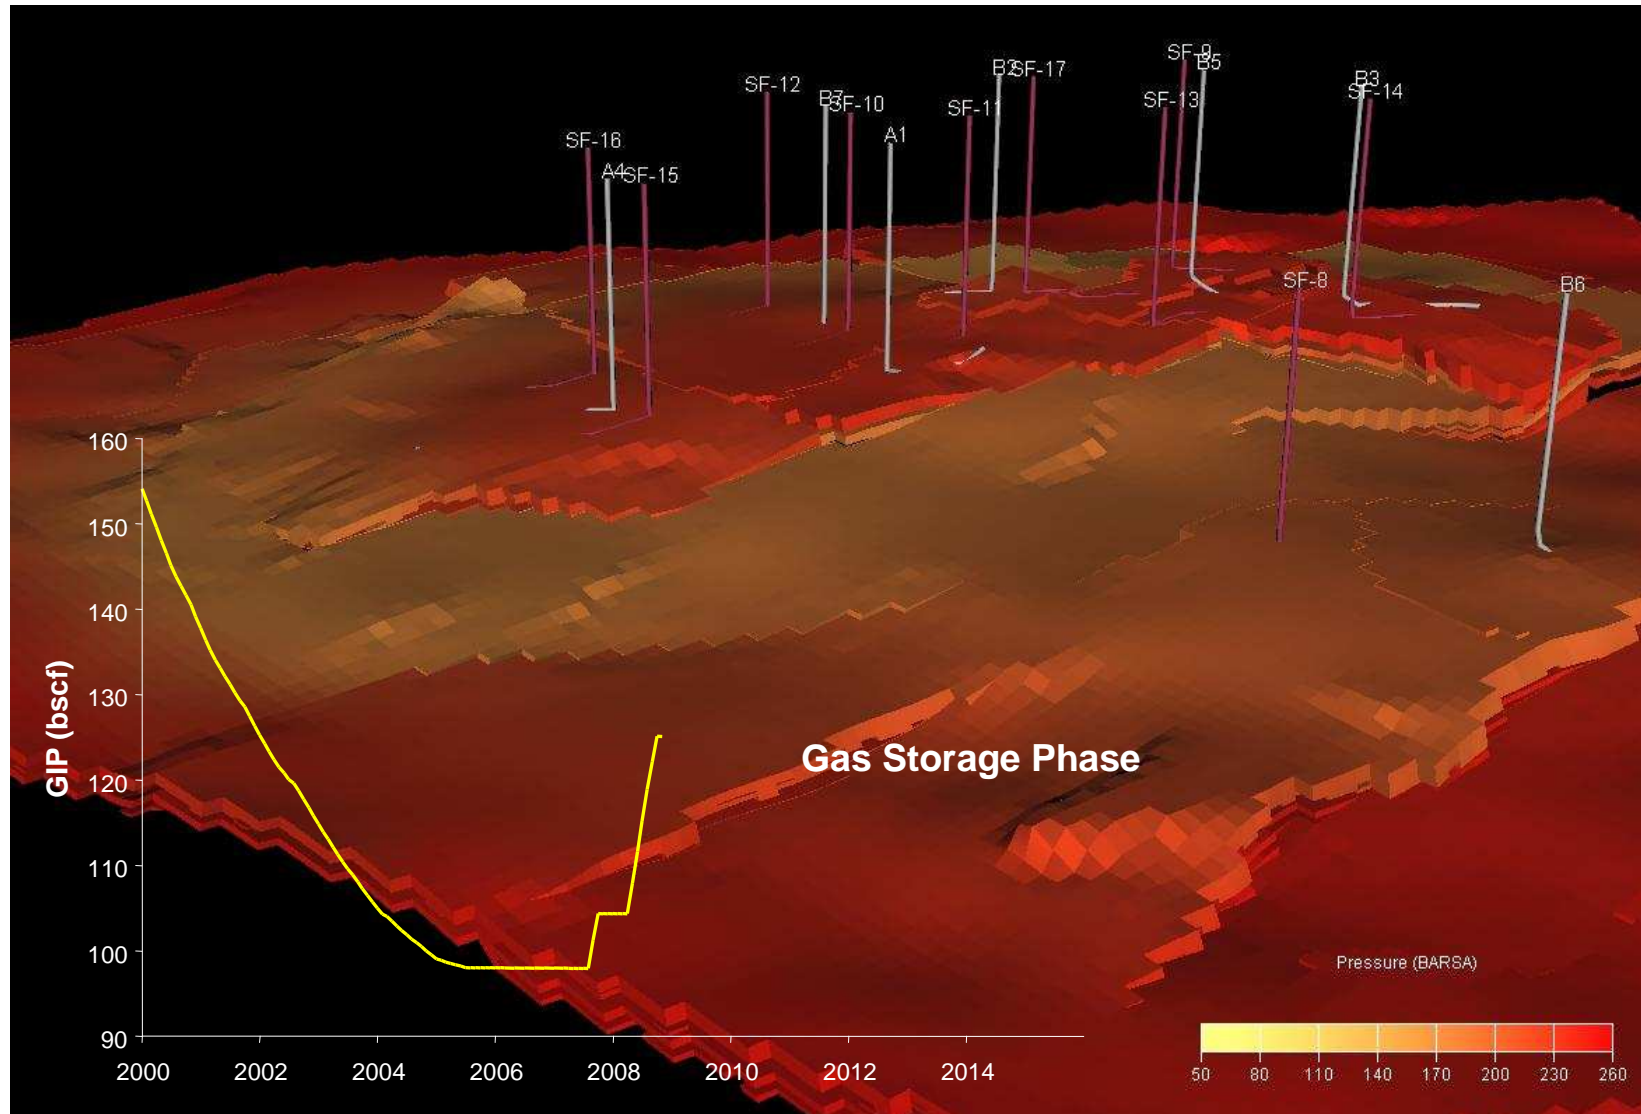 SF-9
B5
B2
SF-17
B3
SF-14
SF-12
B7
SF-10
SF-11
SF-13
A1
SF-16
A4
SF-15
SF-8
B6
160
150
140
130
120
110
100
90
GIP (bscf)
2000 2002 2004 2006 2008 2010 2012 2014
Gas Storage Phase
Pressure (BARSA)
50 80 110 140 170 200 230 260